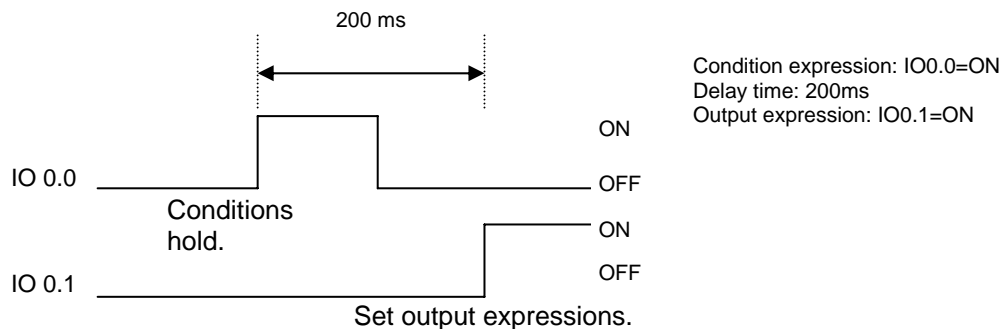 200 ms
Condition expression: IO0.0=ON
Delay time: 200ms
Output expression: IO0.1=ON
ON
IO 0.0
OFF
Conditions
hold.
ON
OFF
IO 0.1
Set output expressions.